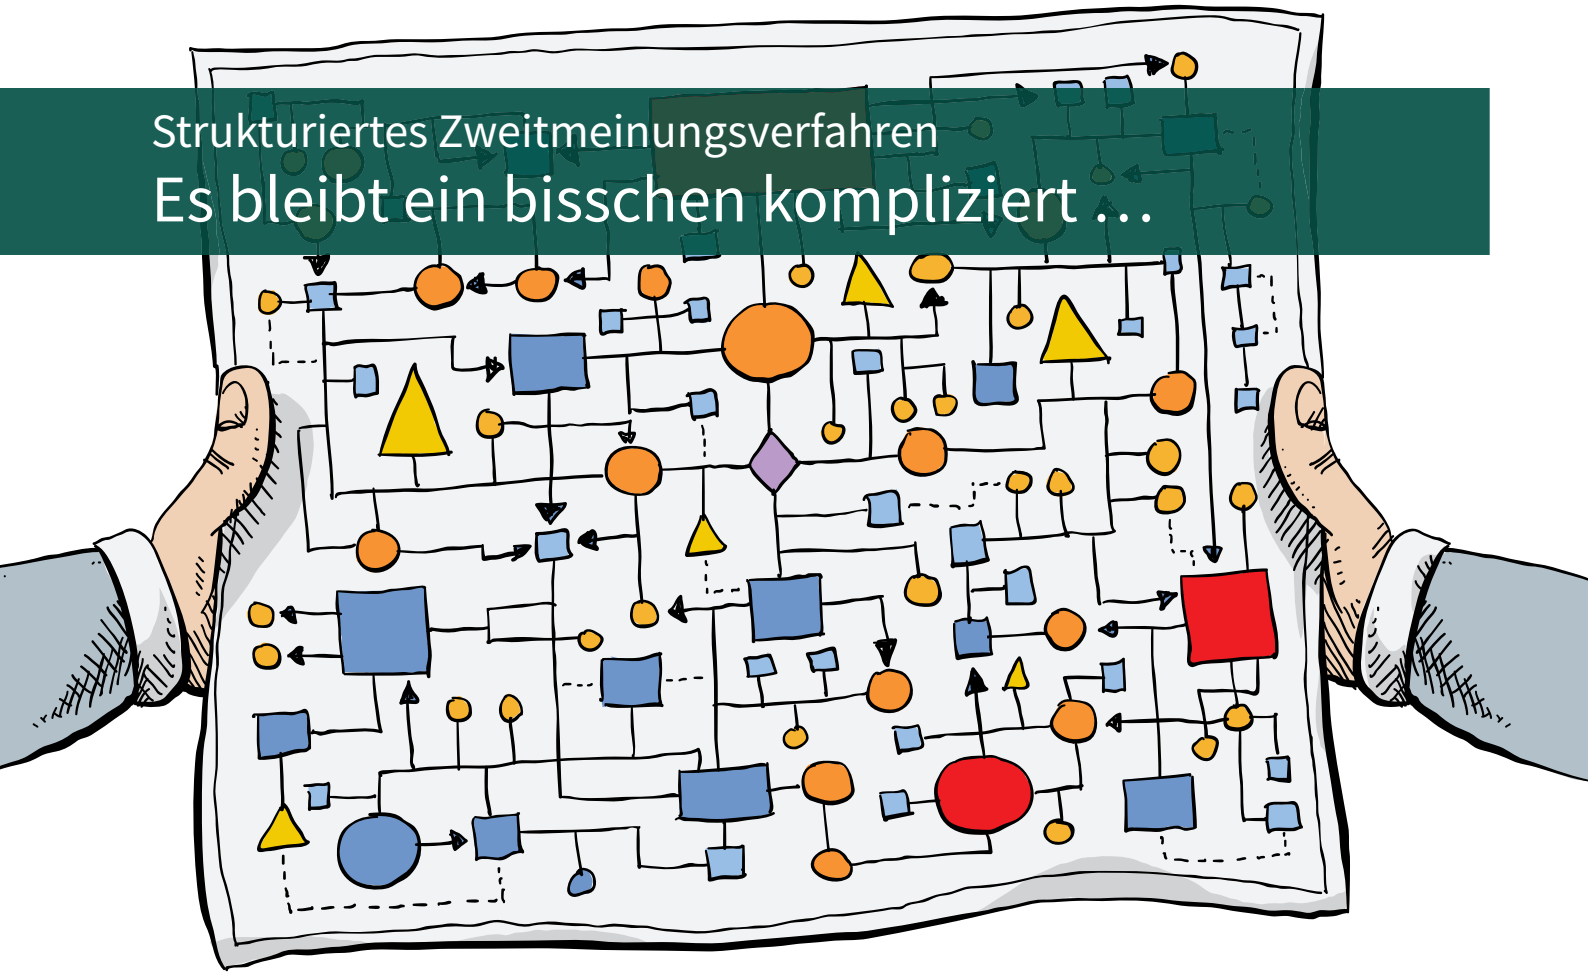 Strukturiertes Zweitmeinungsverfahren
Es bleibt ein bisschen kompliziert …